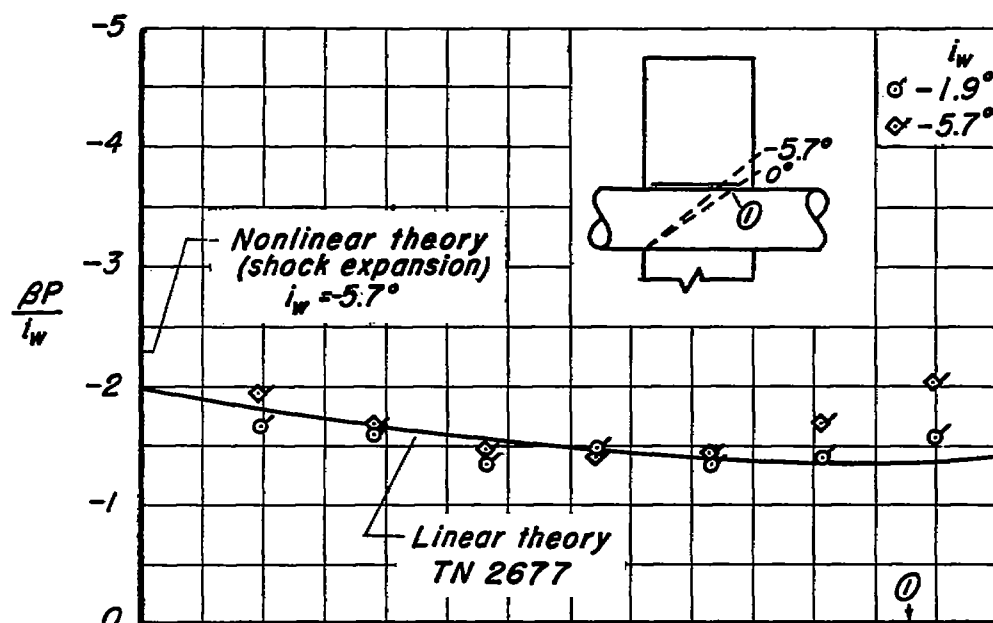 -5
-4
-3
-2
-1
0
βP
i_w
i_w
-1.9°
-5.7°
-5.7°
0°
①
Nonlinear theory
(shock expansion)
i_w = -5.7°
Linear theory
TN 2677
①